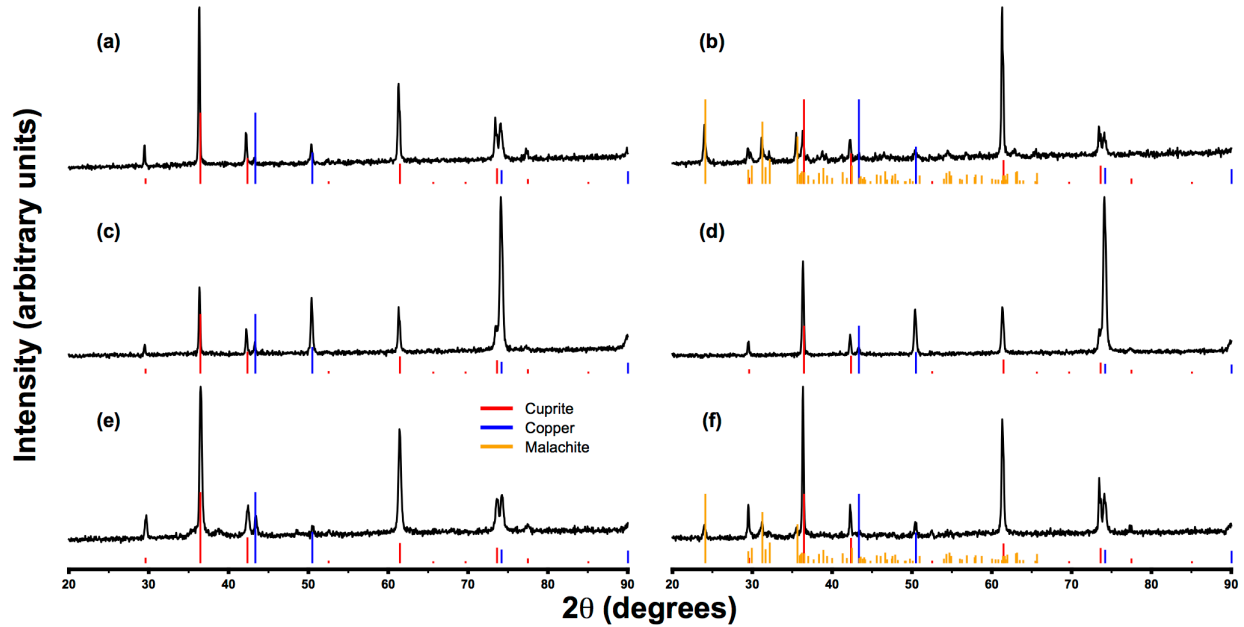 (a)
(b)
(c)
(d)
(e)
(f)
Cuprite
Copper
Malachite
Intensity (arbitrary units)
20 30 40 50 60 70 80 90
20 30 40 50 60 70 80 90
2θ (degrees)